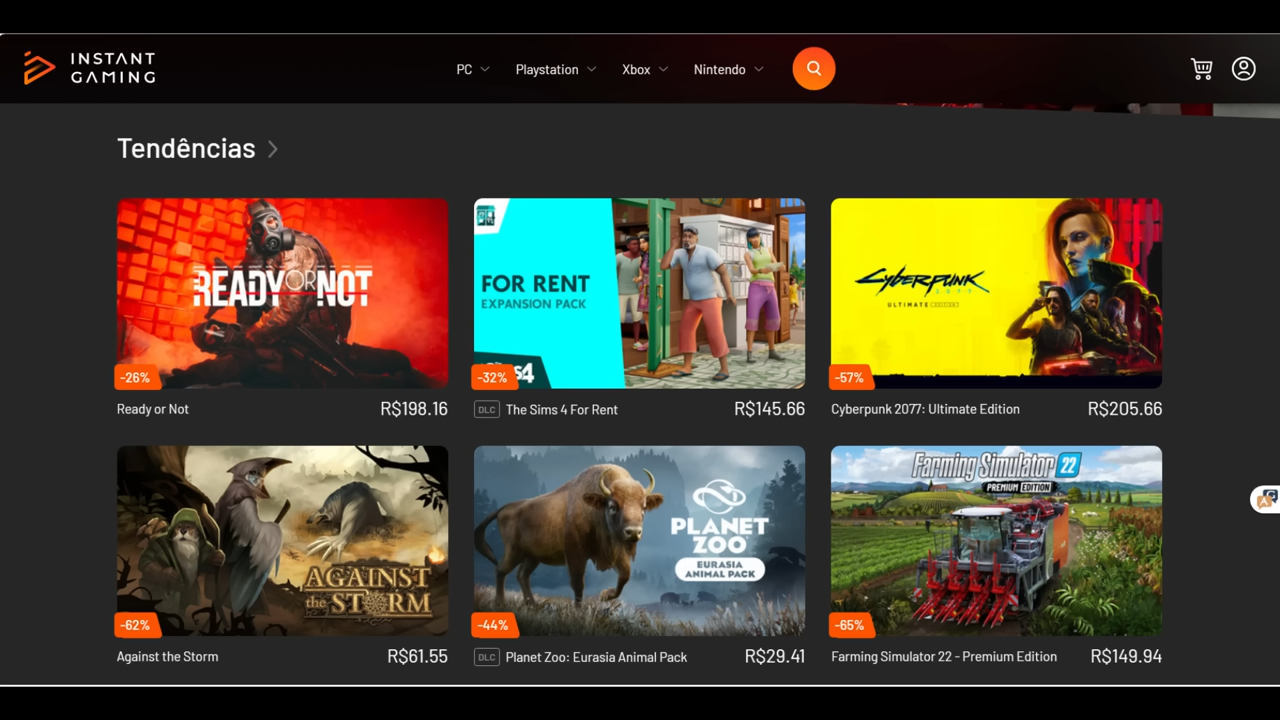 INSTANT
GAMING
PC
Playstation
Xbox
Nintendo
Tendências
READY OR NOT
-26%
Ready or Not
R$198.16
FOR RENT
EXPANSION PACK
-32%
DLC
The Sims 4 For Rent
R$145.66
Cyberpunk
2077
ULTIMATE EDITION
-57%
Cyberpunk 2077: Ultimate Edition
R$205.66
AGAINST
the STORM
-62%
Against the Storm
R$61.55
PLANET
ZOO
EURASIA
ANIMAL PACK
-44%
DLC
Planet Zoo: Eurasia Animal Pack
R$29.41
Farming Simulator 22
PREMIUM EDITION
-65%
Farming Simulator 22 - Premium Edition
R$149.94